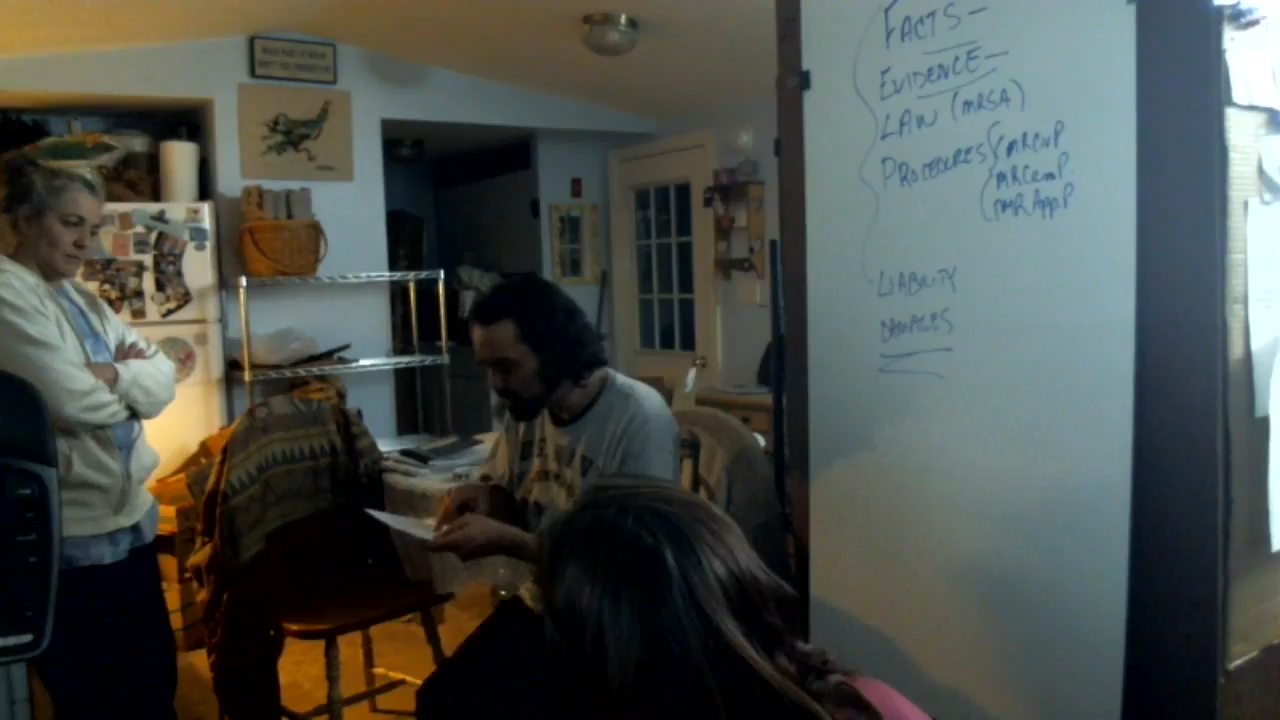 FACTS-
EVIDENCE-
LAW (MRSA)
PROCEDURES
MRCivP
MRCrimP.
MR App.P
LIABILITY
DAMAGES